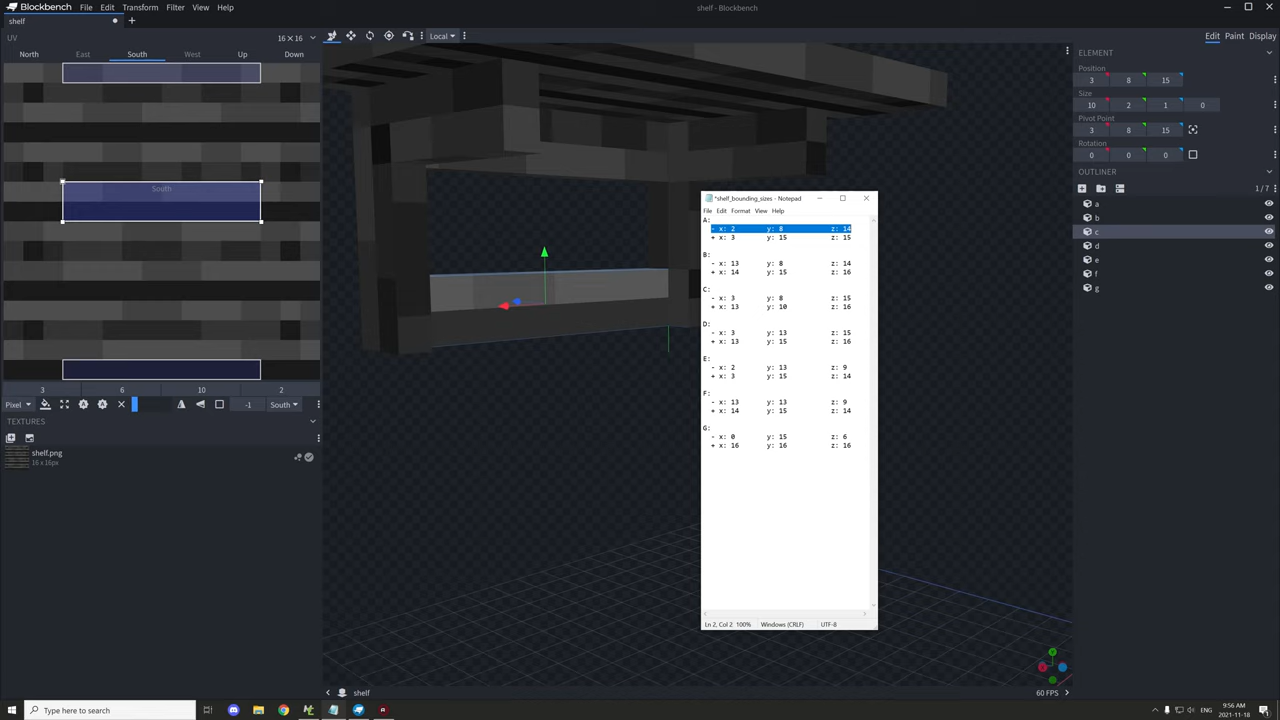 Blockbench
File Edit Transform Filter View Help
shelf - Blockbench
shelf
UV
16 × 16
North East South West Up Down
South
3 6 10 2
Pixel
-1
South
TEXTURES
shelf.png
16 x 16px
Local
Edit Paint Display
ELEMENT
Position
3 8 15
Size
10 2 1 0
Pivot Point
3 8 15
Rotation
0 0 0
OUTLINER
1 / 7
a
b
c
d
e
f
g
*shelf_bounding_sizes - Notepad
File Edit Format View Help
A:
- x: 2 y: 8 z: 14
+ x: 3 y: 15 z: 15
B:
- x: 13 y: 8 z: 14
+ x: 14 y: 15 z: 16
C:
- x: 3 y: 8 z: 15
+ x: 13 y: 10 z: 16
D:
- x: 3 y: 13 z: 15
+ x: 13 y: 15 z: 16
E:
- x: 2 y: 13 z: 9
+ x: 3 y: 15 z: 14
F:
- x: 13 y: 13 z: 9
+ x: 14 y: 15 z: 14
G:
- x: 0 y: 15 z: 6
+ x: 16 y: 16 z: 16
Ln 2, Col 2 100% Windows (CRLF) UTF-8
shelf
60 FPS
Type here to search
ENG
9:56 AM
2021-11-18